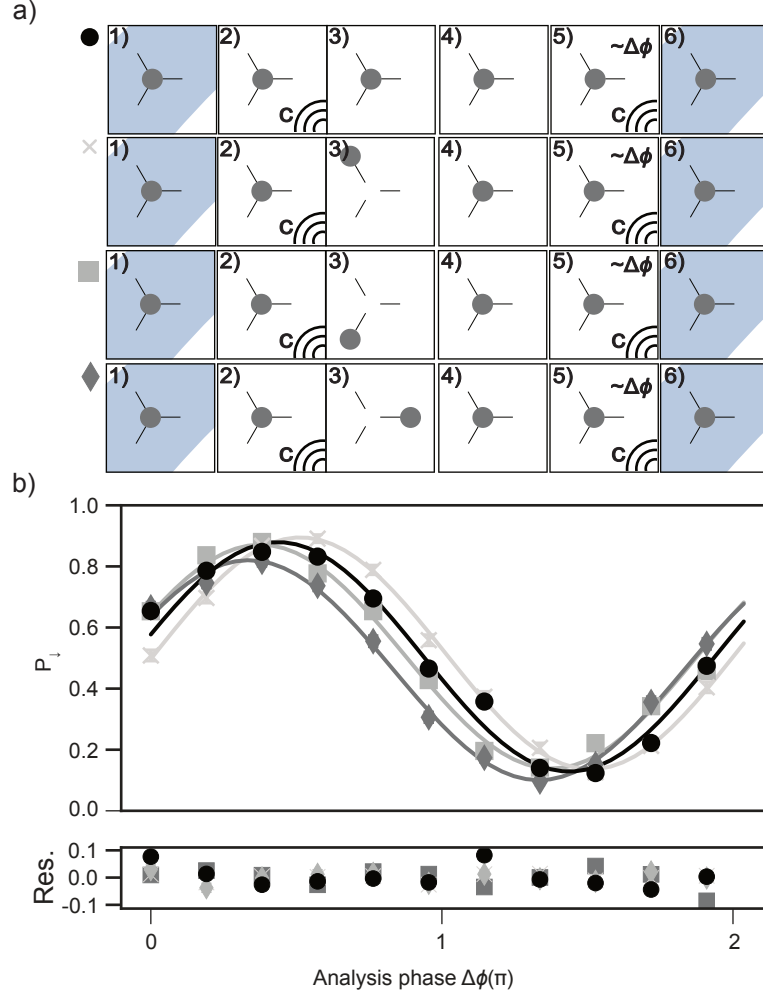 a)
1) 2) 3) 4) 5) ~Δϕ 6)
C C
1) 2) 3) 4) 5) ~Δϕ 6)
C C
1) 2) 3) 4) 5) ~Δϕ 6)
C C
1) 2) 3) 4) 5) ~Δϕ 6)
C C
b)
1.0
0.8
0.6
P↓
0.4
0.2
0.0
0.1
Res.
0.0
-0.1
0 1 2
Analysis phase Δϕ(π)